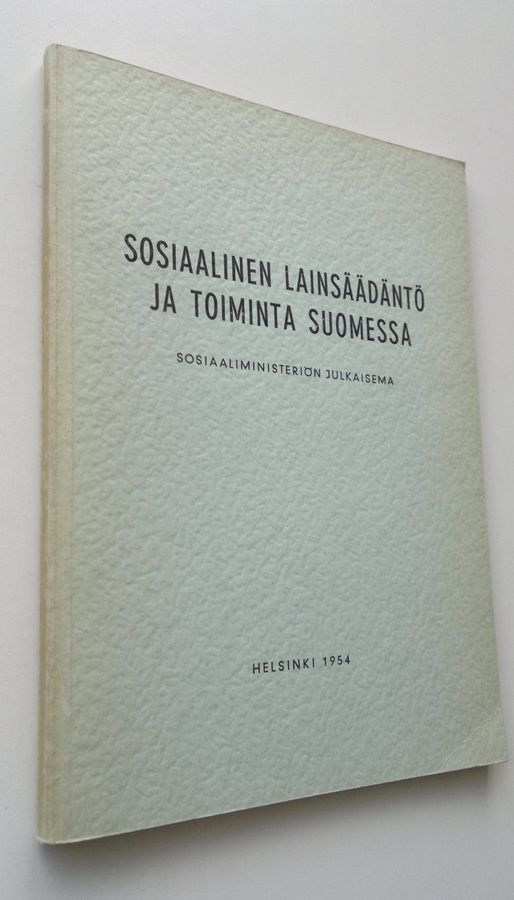 SOSIAALINEN LAINSÄÄDÄNTÖ
JA TOIMINTA SUOMESSA
SOSIAALIMINISTERIÖN JULKAISEMA
HELSINKI 1954